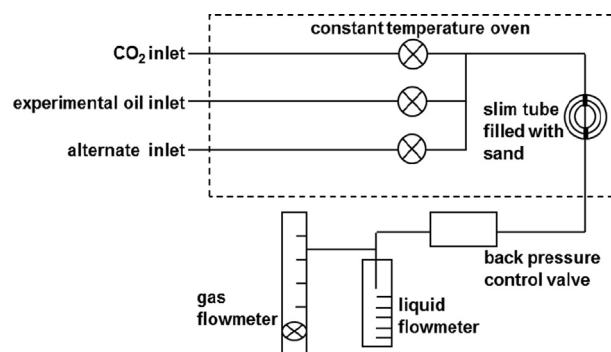 constant temperature oven
CO₂ inlet
experimental oil inlet
alternate inlet
slim tube
filled with
sand
back pressure
control valve
gas
flowmeter
liquid
flowmeter